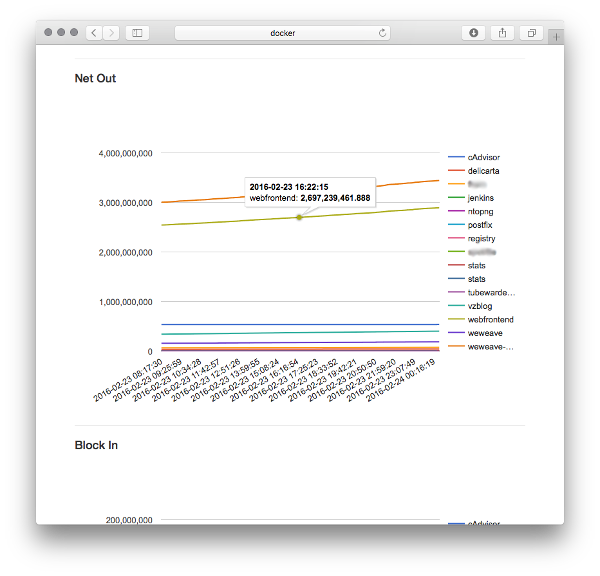 docker
Net Out
4,000,000,000
3,000,000,000
2,000,000,000
1,000,000,000
0
2016-02-23 16:22:15
webfrontend: 2,697,239,461.888
2016-02-23 08:17:30
2016-02-23 09:25:59
2016-02-23 10:34:28
2016-02-23 11:42:57
2016-02-23 12:51:26
2016-02-23 13:59:55
2016-02-23 15:08:24
2016-02-23 16:16:54
2016-02-23 17:25:23
2016-02-23 18:33:52
2016-02-23 19:42:21
2016-02-23 20:50:50
2016-02-23 21:59:20
2016-02-23 23:07:49
2016-02-24 00:16:19
cAdvisor
delicarta
jenkins
ntopng
postfix
registry
stats
stats
tubewarde…
vzblog
webfrontend
weweave
weweave-…
Block In
200,000,000
cAdvisor